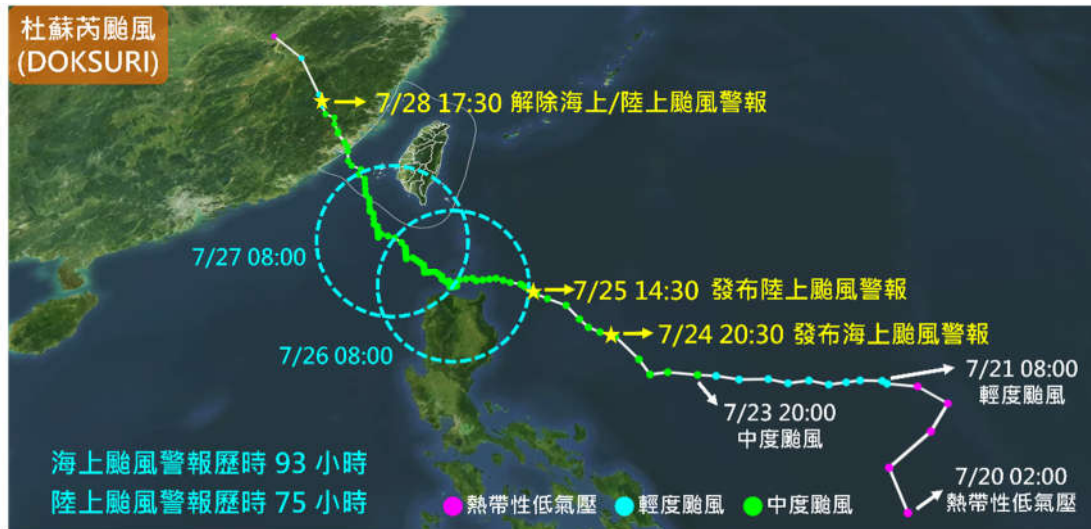 杜蘇芮颱風
(DOKSURI)
7/28 17:30 解除海上/陸上颱風警報
7/27 08:00
7/25 14:30 發布陸上颱風警報
7/24 20:30 發布海上颱風警報
7/26 08:00
7/21 08:00
輕度颱風
7/23 20:00
中度颱風
海上颱風警報歷時 93 小時
陸上颱風警報歷時 75 小時
7/20 02:00
熱帶性低氣壓
熱帶性低氣壓 輕度颱風 中度颱風